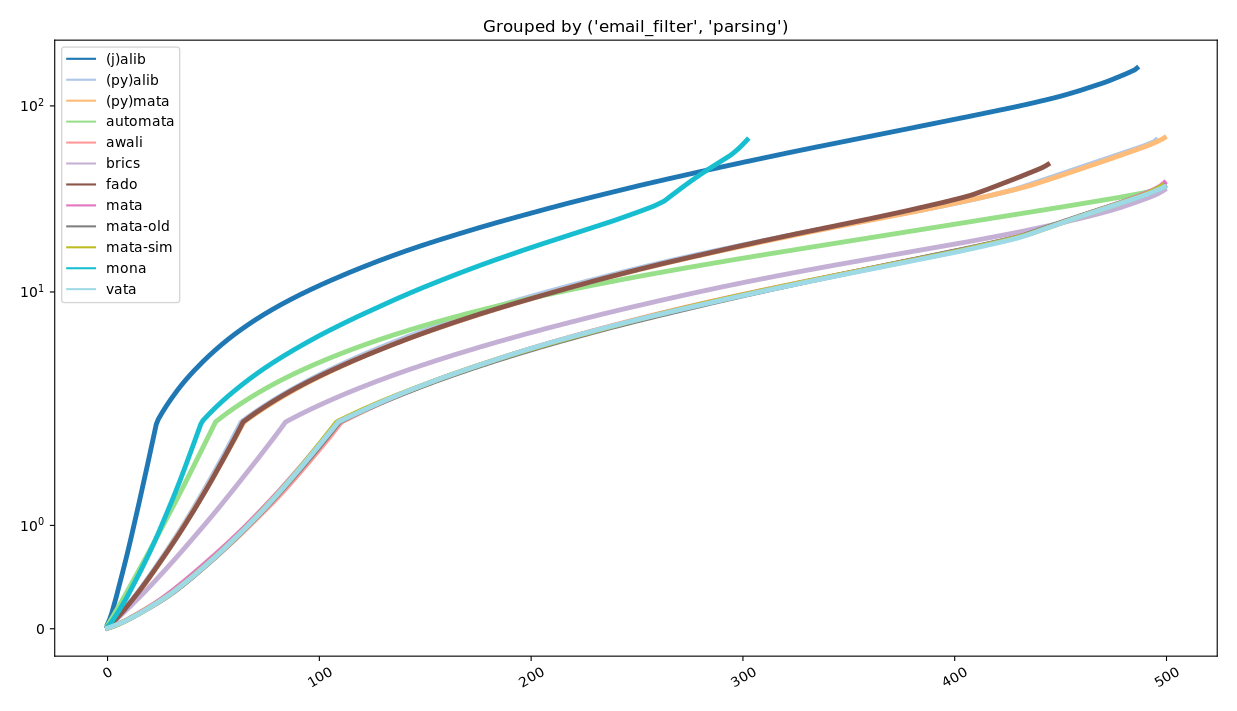 Grouped by ('email_filter', 'parsing')
(j)alib
(py)alib
(py)mata
automata
awali
brics
fado
mata
mata-old
mata-sim
mona
vata
10²
10¹
10⁰
0
0
100
200
300
400
500